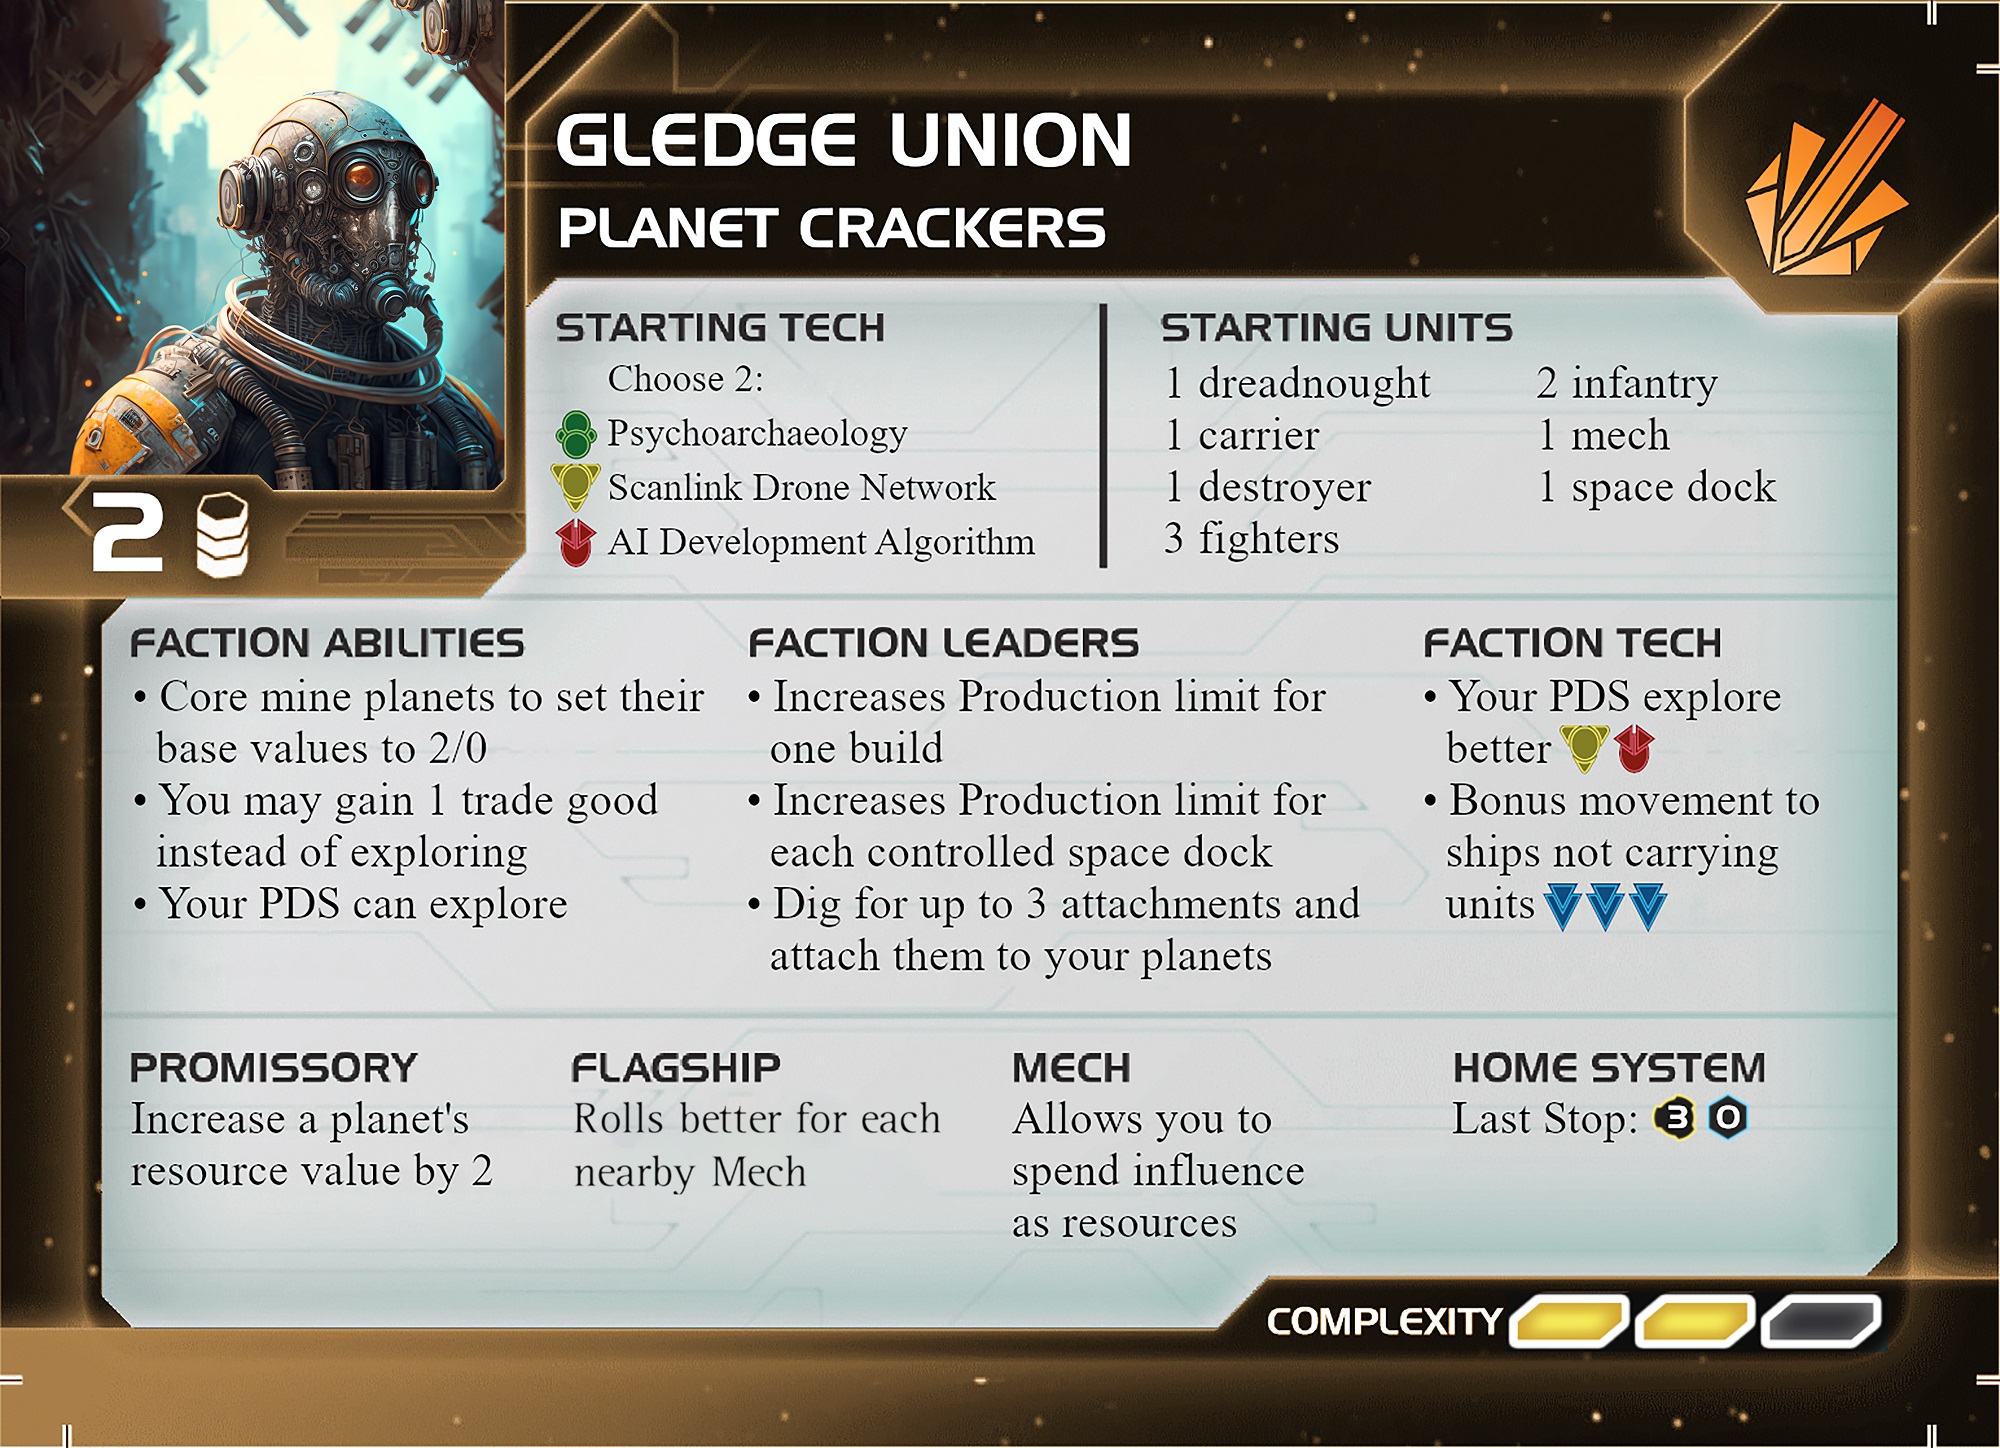 GLEDGE UNION
PLANET CRACKERS
2
STARTING TECH
Choose 2:
Psychoarchaeology
Scanlink Drone Network
AI Development Algorithm
STARTING UNITS
1 dreadnought
1 carrier
1 destroyer
3 fighters
2 infantry
1 mech
1 space dock
FACTION ABILITIES
• Core mine planets to set their
base values to 2/0
• You may gain 1 trade good
instead of exploring
• Your PDS can explore
FACTION LEADERS
• Increases Production limit for
one build
• Increases Production limit for
each controlled space dock
• Dig for up to 3 attachments and
attach them to your planets
FACTION TECH
• Your PDS explore
better
• Bonus movement to
ships not carrying
units
PROMISSORY
Increase a planet's
resource value by 2
FLAGSHIP
Rolls better for each
nearby Mech
MECH
Allows you to
spend influence
as resources
HOME SYSTEM
Last Stop: 3 0
COMPLEXITY